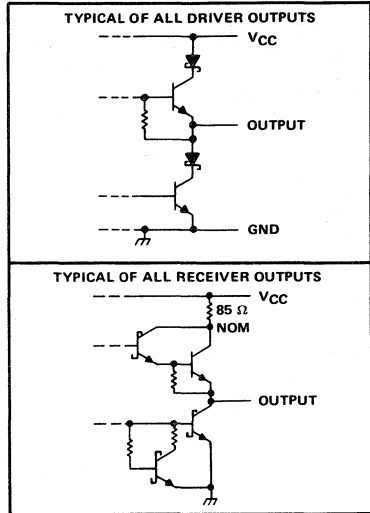 TYPICAL OF ALL DRIVER OUTPUTS
VCC
OUTPUT
GND
TYPICAL OF ALL RECEIVER OUTPUTS
VCC
85 Ω
NOM
OUTPUT